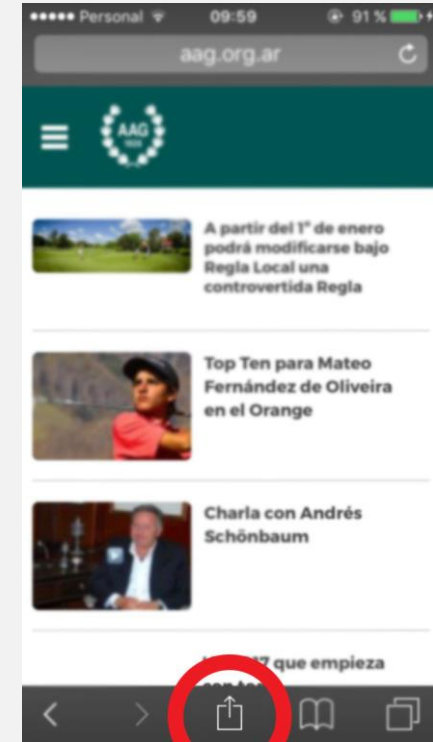 Personal 09:59 91 %
aag.org.ar
AAG
A partir del 1° de enero
podrá modificarse bajo
Regla Local una
controvertida Regla
Top Ten para Mateo
Fernández de Oliveira
en el Orange
Charla con Andrés
Schönbaum
que empieza